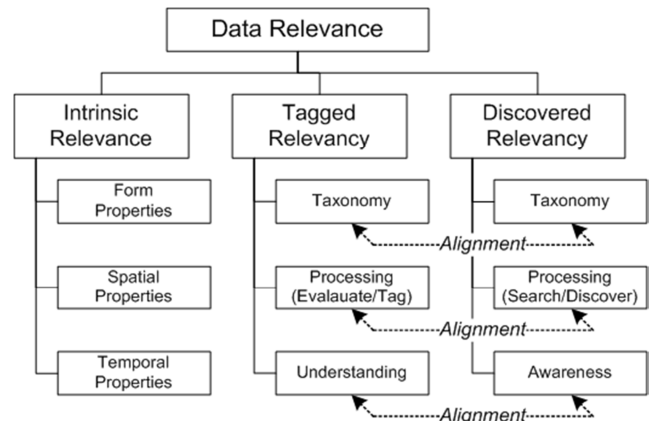 Data Relevance
Intrinsic
Relevance
Tagged
Relevancy
Discovered
Relevancy
Form
Properties
Taxonomy
Taxonomy
Alignment
Spatial
Properties
Processing
(Evalauate/Tag)
Processing
(Search/Discover)
Alignment
Temporal
Properties
Understanding
Awareness
Alignment